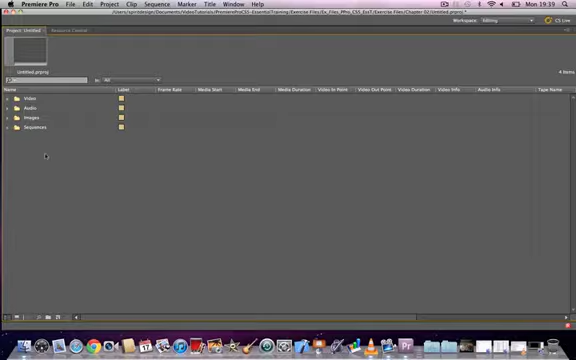 Premiere Pro File Edit Project Clip Sequence Marker Title Window Help Mon 19:39
Workspace: Editing CS Live
Project: Untitled Resource Central
Untitled.prproj 4 Items
In: All
Name Label Frame Rate Media Start Media End Media Duration Video In Point Video Out Point Video Duration Video Info Audio Info Tape Name
Video
Audio
Images
Sequences
17
Pr